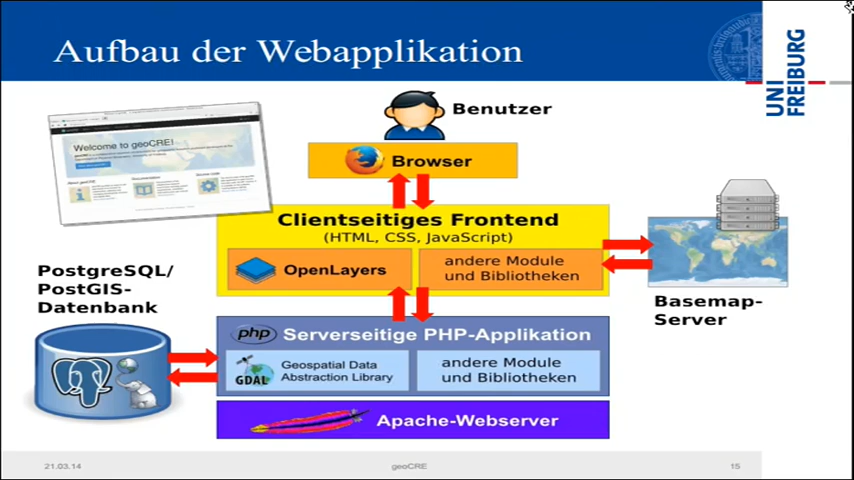 Aufbau der Webapplikation
UNI
FREIBURG
Benutzer
Welcome to geoCRE!
Browser
Clientseitiges Frontend
(HTML, CSS, JavaScript)
OpenLayers
andere Module
und Bibliotheken
PostgreSQL/
PostGIS-
Datenbank
Basemap-
Server
php
Serverseitige PHP-Applikation
GDAL
Geospatial Data
Abstraction Library
andere Module
und Bibliotheken
Apache-Webserver
21.03.14
geoCRE
15